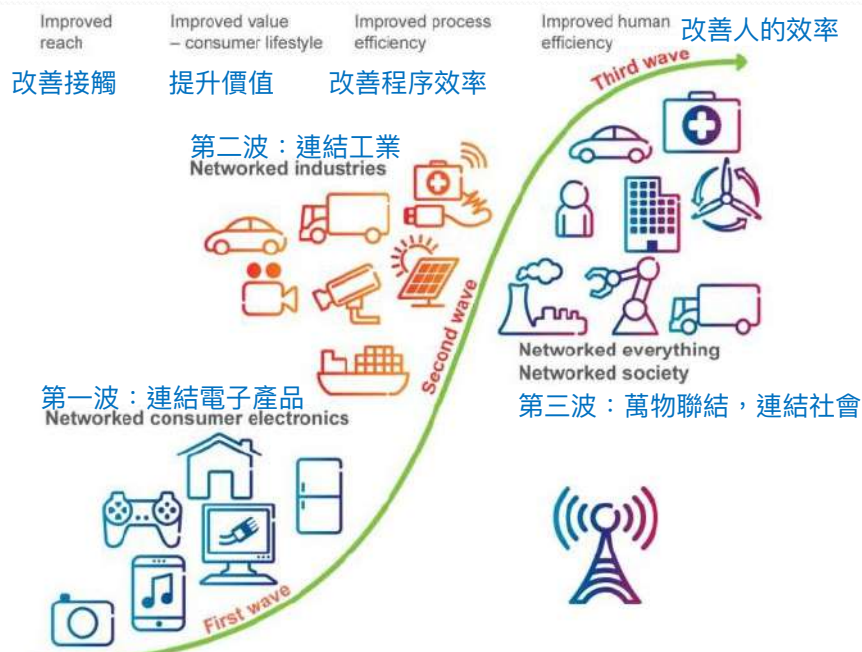 Improved
reach
改善接觸
Improved value
– consumer lifestyle
提升價值
Improved process
efficiency
改善程序效率
Improved human
efficiency
改善人的效率
Third wave
第二波：連結工業
Networked industries
Second wave
Networked everything
Networked society
第三波：萬物聯結，連結社會
第一波：連結電子產品
Networked consumer electronics
First wave